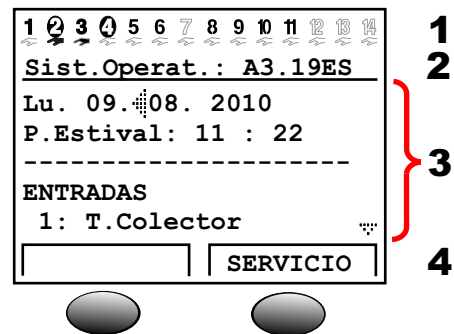 1 2 3 4 5 6 7 8 9 10 11 12 13 14 1
Sist.Operat.: A3.19ES 2
Lu. 09. 08. 2010
P.Estival: 11 : 22
--------------------- 3
ENTRADAS
1: T.Colector
SERVICIO 4